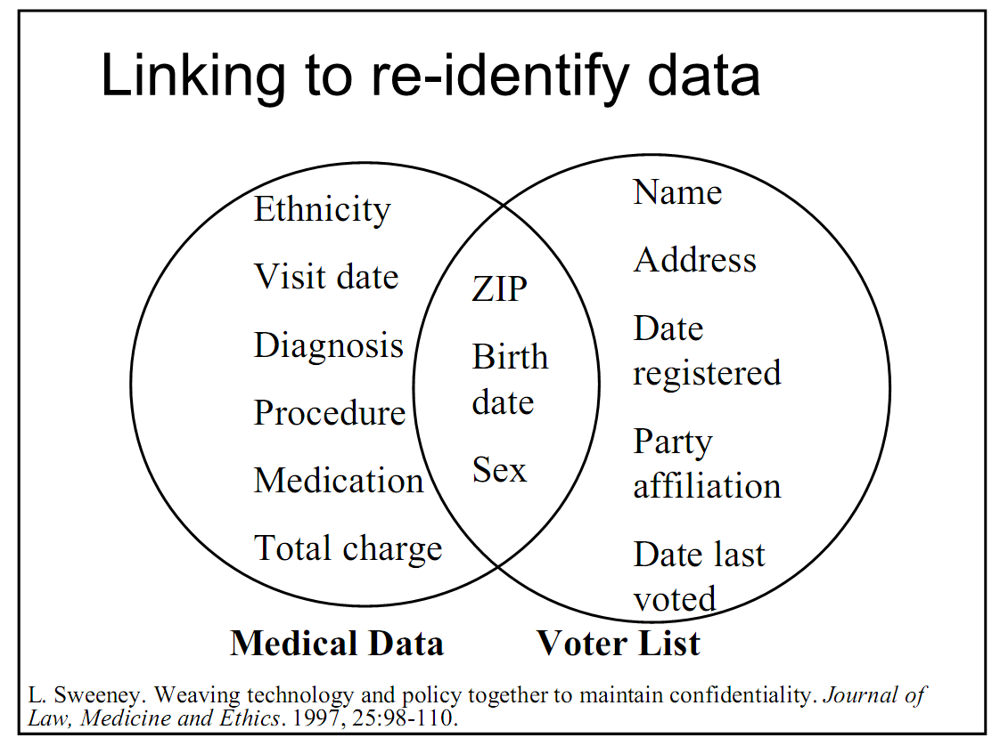 Linking to re-identify data
Ethnicity
Visit date
Diagnosis
Procedure
Medication
Total charge
ZIP
Birth
date
Sex
Name
Address
Date
registered
Party
affiliation
Date last
voted
Medical Data
Voter List
L. Sweeney. Weaving technology and policy together to maintain confidentiality. Journal of
Law, Medicine and Ethics. 1997, 25:98-110.